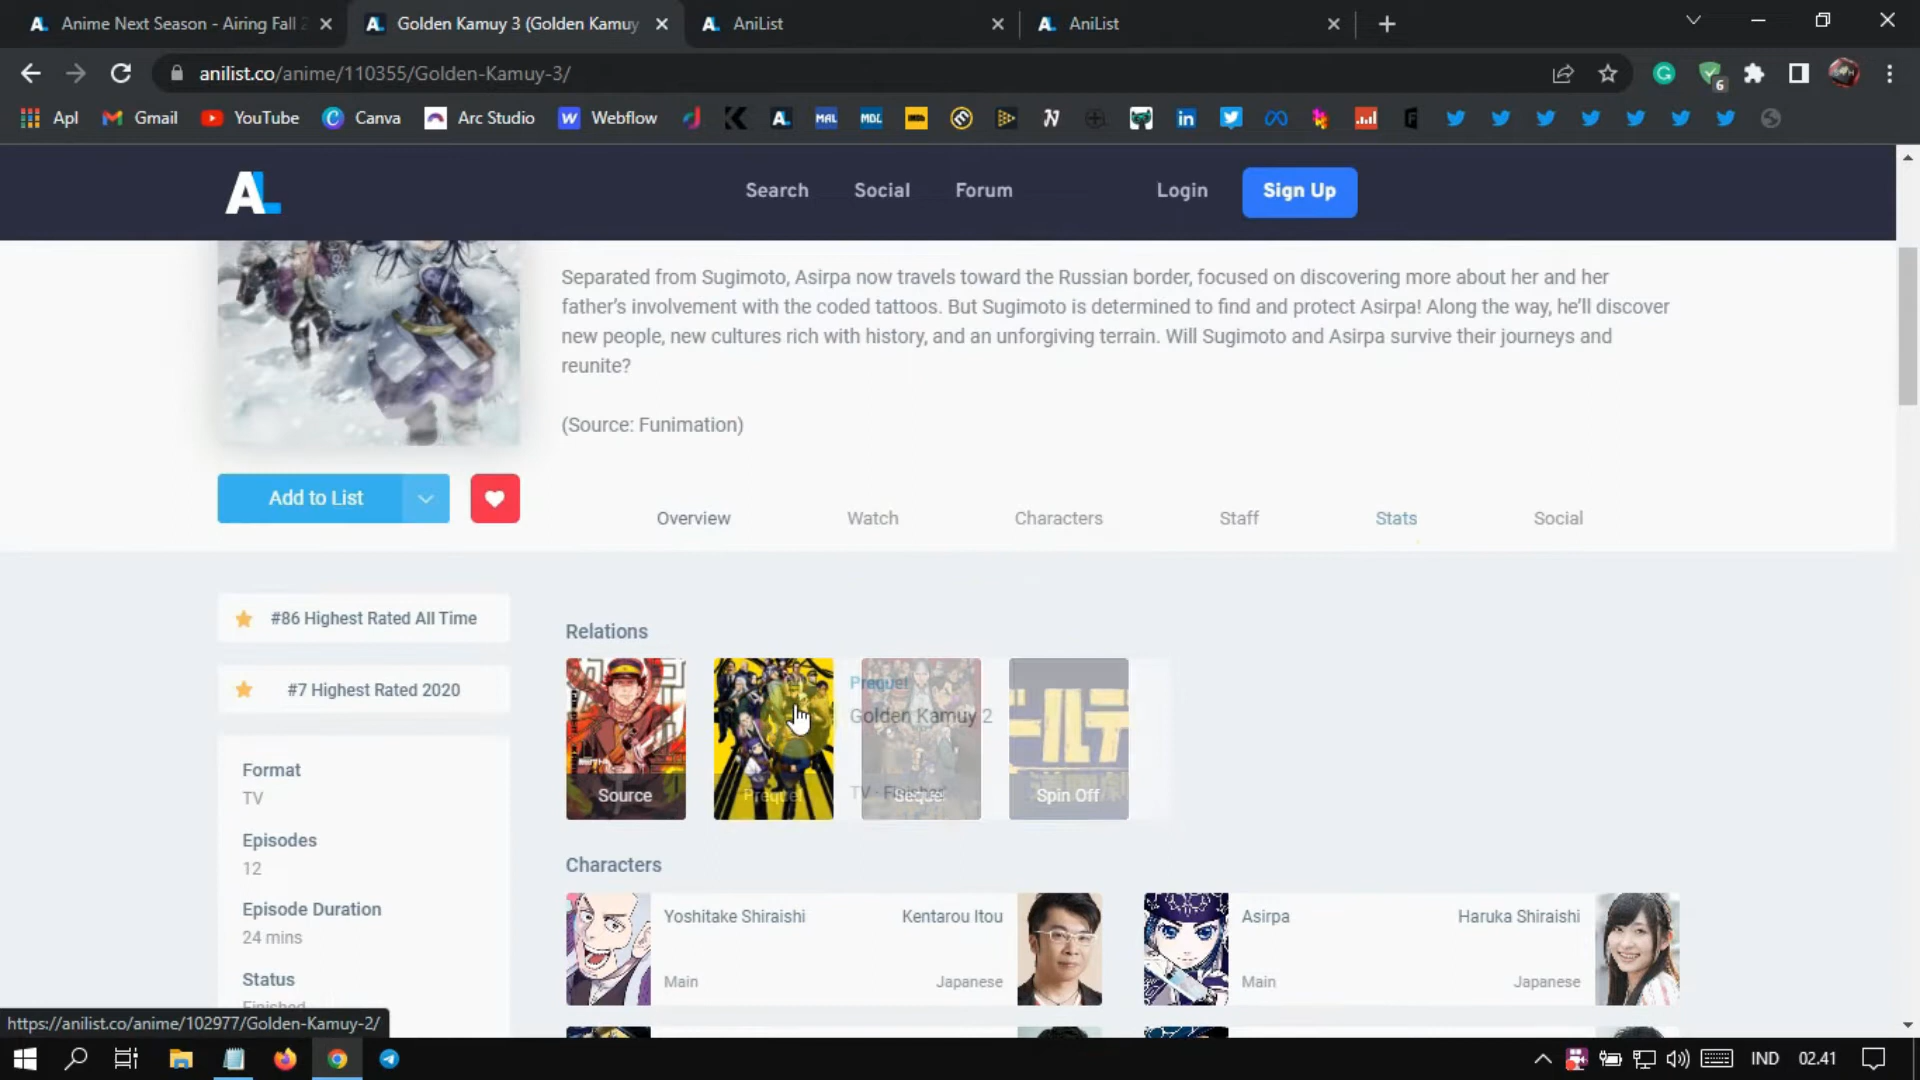 Anime Next Season - Airing Fall 2
Golden Kamuy 3 (Golden Kamuy
AniList
AniList
anilist.co/anime/110355/Golden-Kamuy-3/
6
Apl
Gmail
YouTube
Canva
Arc Studio
Webflow
MAL
MDL
Search
Social
Forum
Login
Sign Up
Separated from Sugimoto, Asirpa now travels toward the Russian border, focused on discovering more about her and her
father's involvement with the coded tattoos. But Sugimoto is determined to find and protect Asirpa! Along the way, he'll discover
new people, new cultures rich with history, and an unforgiving terrain. Will Sugimoto and Asirpa survive their journeys and
reunite?
(Source: Funimation)
Add to List
Overview
Watch
Characters
Staff
Stats
Social
#86 Highest Rated All Time
#7 Highest Rated 2020
Format
TV
Episodes
12
Episode Duration
24 mins
Status
Finished
Relations
Source
Prequel
Prequel
Golden Kamuy 2
TV · Finished
Sequel
Spin Off
Characters
Yoshitake Shiraishi
Kentarou Itou
Main
Japanese
Asirpa
Haruka Shiraishi
Main
Japanese
https://anilist.co/anime/102977/Golden-Kamuy-2/
IND
02.41